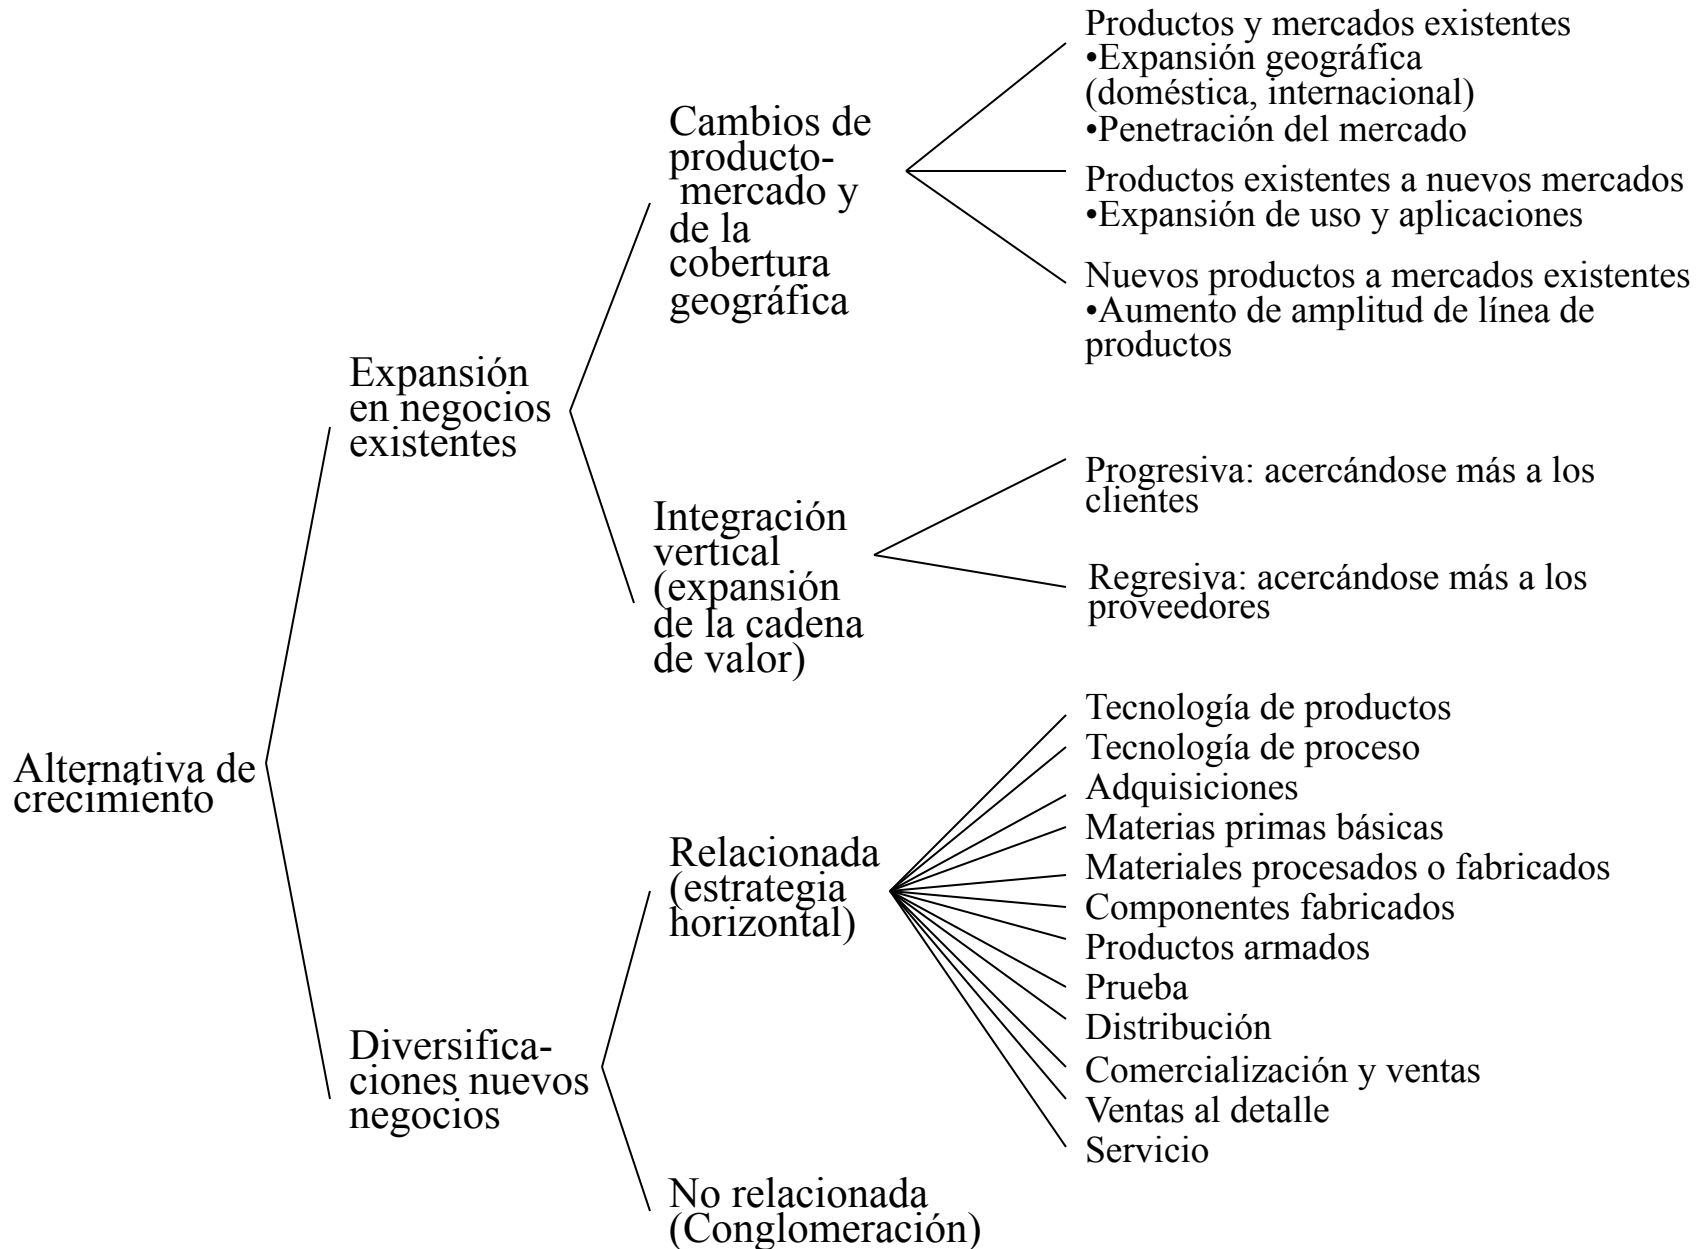 Alternativa de
crecimiento
Expansión
en negocios
existentes
Cambios de
producto-
mercado y
de la
cobertura
geográfica
Productos y mercados existentes
•Expansión geográfica
(doméstica, internacional)
•Penetración del mercado
Productos existentes a nuevos mercados
•Expansión de uso y aplicaciones
Nuevos productos a mercados existentes
•Aumento de amplitud de línea de
productos
Integración
vertical
(expansión
de la cadena
de valor)
Progresiva: acercándose más a los
clientes
Regresiva: acercándose más a los
proveedores
Diversifica-
ciones nuevos
negocios
Relacionada
(estrategia
horizontal)
Tecnología de productos
Tecnología de proceso
Adquisiciones
Materias primas básicas
Materiales procesados o fabricados
Componentes fabricados
Productos armados
Prueba
Distribución
Comercialización y ventas
Ventas al detalle
Servicio
No relacionada
(Conglomeración)